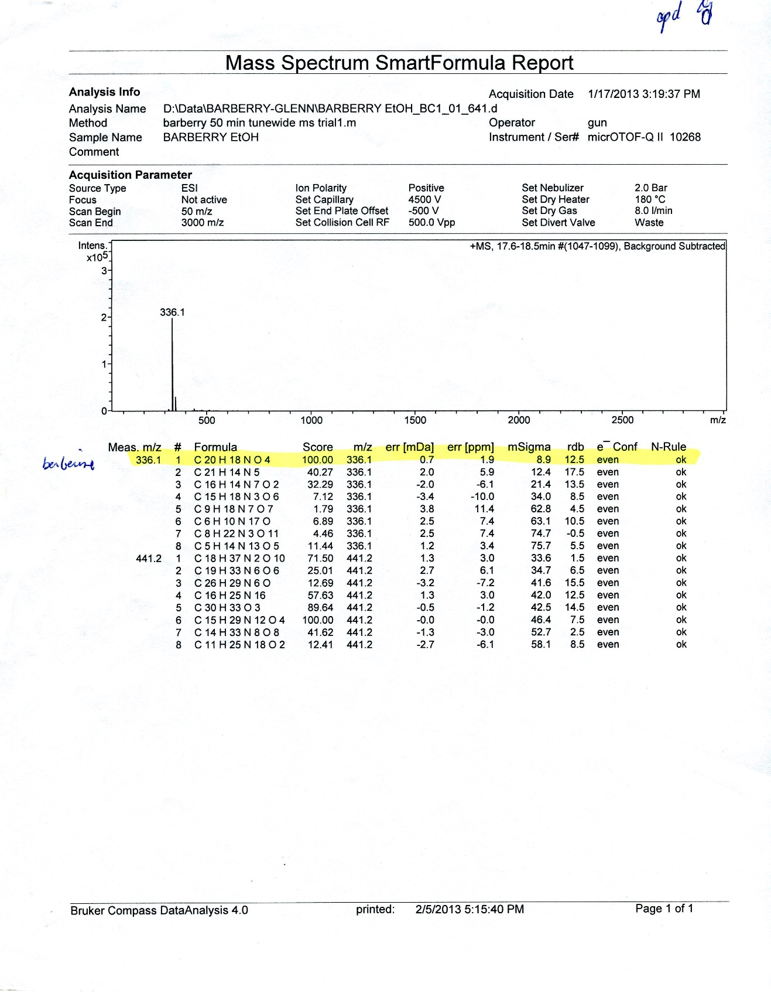 cpd
Mass Spectrum SmartFormula Report
Analysis Info Acquisition Date 1/17/2013 3:19:37 PM
Analysis Name D:\Data\BARBERRY-GLENN\BARBERRY EtOH_BC1_01_641.d
Method barberry 50 min tunewide ms trial1.m Operator gun
Sample Name BARBERRY EtOH Instrument / Ser# micrOTOF-Q II 10268
Comment
Acquisition Parameter
Source Type ESI Ion Polarity Positive Set Nebulizer 2.0 Bar
Focus Not active Set Capillary 4500 V Set Dry Heater 180 °C
Scan Begin 50 m/z Set End Plate Offset -500 V Set Dry Gas 8.0 l/min
Scan End 3000 m/z Set Collision Cell RF 500.0 Vpp Set Divert Valve Waste
Intens. +MS, 17.6-18.5min #(1047-1099), Background Subtracted
x10⁵
3
336.1
2
1
0
500 1000 1500 2000 2500 m/z
Meas. m/z # Formula Score m/z err [mDa] err [ppm] mSigma rdb e⁻ Conf N-Rule
berberine 336.1 1 C 20 H 18 N O 4 100.00 336.1 0.7 1.9 8.9 12.5 even ok
2 C 21 H 14 N 5 40.27 336.1 2.0 5.9 12.4 17.5 even ok
3 C 16 H 14 N 7 O 2 32.29 336.1 -2.0 -6.1 21.4 13.5 even ok
4 C 15 H 18 N 3 O 6 7.12 336.1 -3.4 -10.0 34.0 8.5 even ok
5 C 9 H 18 N 7 O 7 1.79 336.1 3.8 11.4 62.8 4.5 even ok
6 C 6 H 10 N 17 O 6.89 336.1 2.5 7.4 63.1 10.5 even ok
7 C 8 H 22 N 3 O 11 4.46 336.1 2.5 7.4 74.7 -0.5 even ok
8 C 5 H 14 N 13 O 5 11.44 336.1 1.2 3.4 75.7 5.5 even ok
441.2 1 C 18 H 37 N 2 O 10 71.50 441.2 1.3 3.0 33.6 1.5 even ok
2 C 19 H 33 N 6 O 6 25.01 441.2 2.7 6.1 34.7 6.5 even ok
3 C 26 H 29 N 6 O 12.69 441.2 -3.2 -7.2 41.6 15.5 even ok
4 C 16 H 25 N 16 57.63 441.2 1.3 3.0 42.0 12.5 even ok
5 C 30 H 33 O 3 89.64 441.2 -0.5 -1.2 42.5 14.5 even ok
6 C 15 H 29 N 12 O 4 100.00 441.2 -0.0 -0.0 46.4 7.5 even ok
7 C 14 H 33 N 8 O 8 41.62 441.2 -1.3 -3.0 52.7 2.5 even ok
8 C 11 H 25 N 18 O 2 12.41 441.2 -2.7 -6.1 58.1 8.5 even ok
Bruker Compass DataAnalysis 4.0 printed: 2/5/2013 5:15:40 PM Page 1 of 1